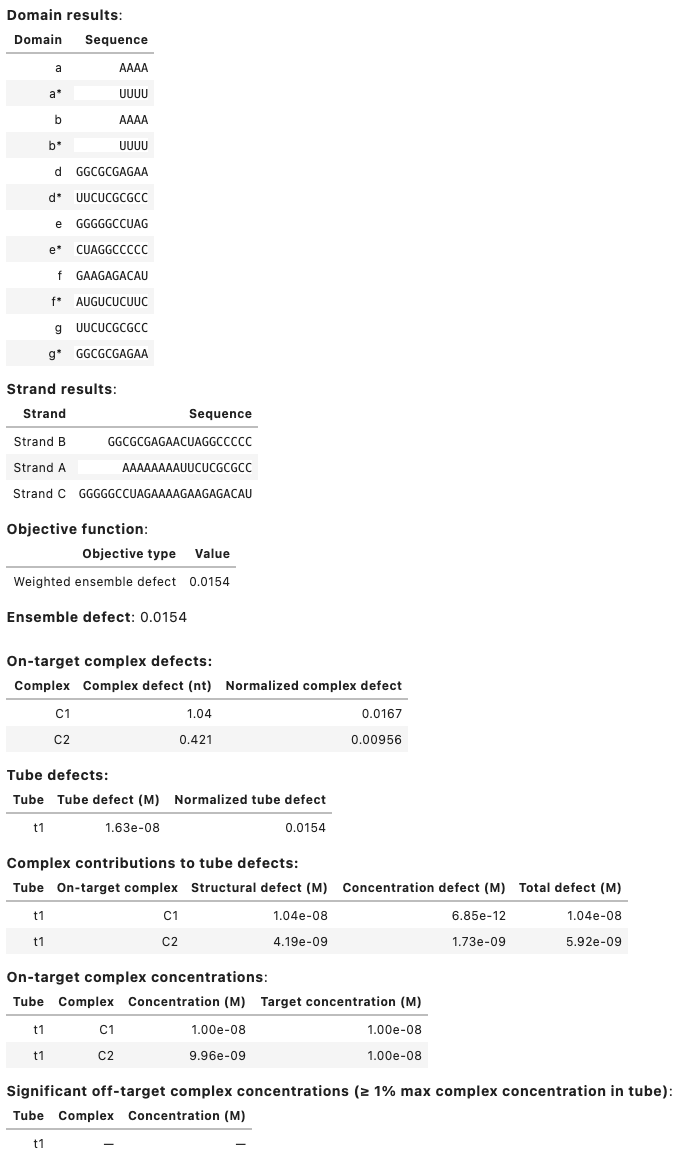 Domain results:
Domain Sequence
a AAAA
a* UUUU
b AAAA
b* UUUU
d GGCGCGAGAA
d* UUCUCGCGCC
e GGGGGCCUAG
e* CUAGGCCCCC
f GAAGAGACAU
f* AUGUCUCUUC
g UUCUCGCGCC
g* GGCGCGAGAA
Strand results:
Strand Sequence
Strand B GGCGCGAGAACUAGGCCCCC
Strand A AAAAAAAAUUCUCGCGCC
Strand C GGGGGCCUAGAAAAGAAGAGACAU
Objective function:
Objective type Value
Weighted ensemble defect 0.0154
Ensemble defect: 0.0154
On-target complex defects:
Complex Complex defect (nt) Normalized complex defect
C1 1.04 0.0167
C2 0.421 0.00956
Tube defects:
Tube Tube defect (M) Normalized tube defect
t1 1.63e-08 0.0154
Complex contributions to tube defects:
Tube On-target complex Structural defect (M) Concentration defect (M) Total defect (M)
t1 C1 1.04e-08 6.85e-12 1.04e-08
t1 C2 4.19e-09 1.73e-09 5.92e-09
On-target complex concentrations:
Tube Complex Concentration (M) Target concentration (M)
t1 C1 1.00e-08 1.00e-08
t1 C2 9.96e-09 1.00e-08
Significant off-target complex concentrations (≥ 1% max complex concentration in tube):
Tube Complex Concentration (M)
t1 — —